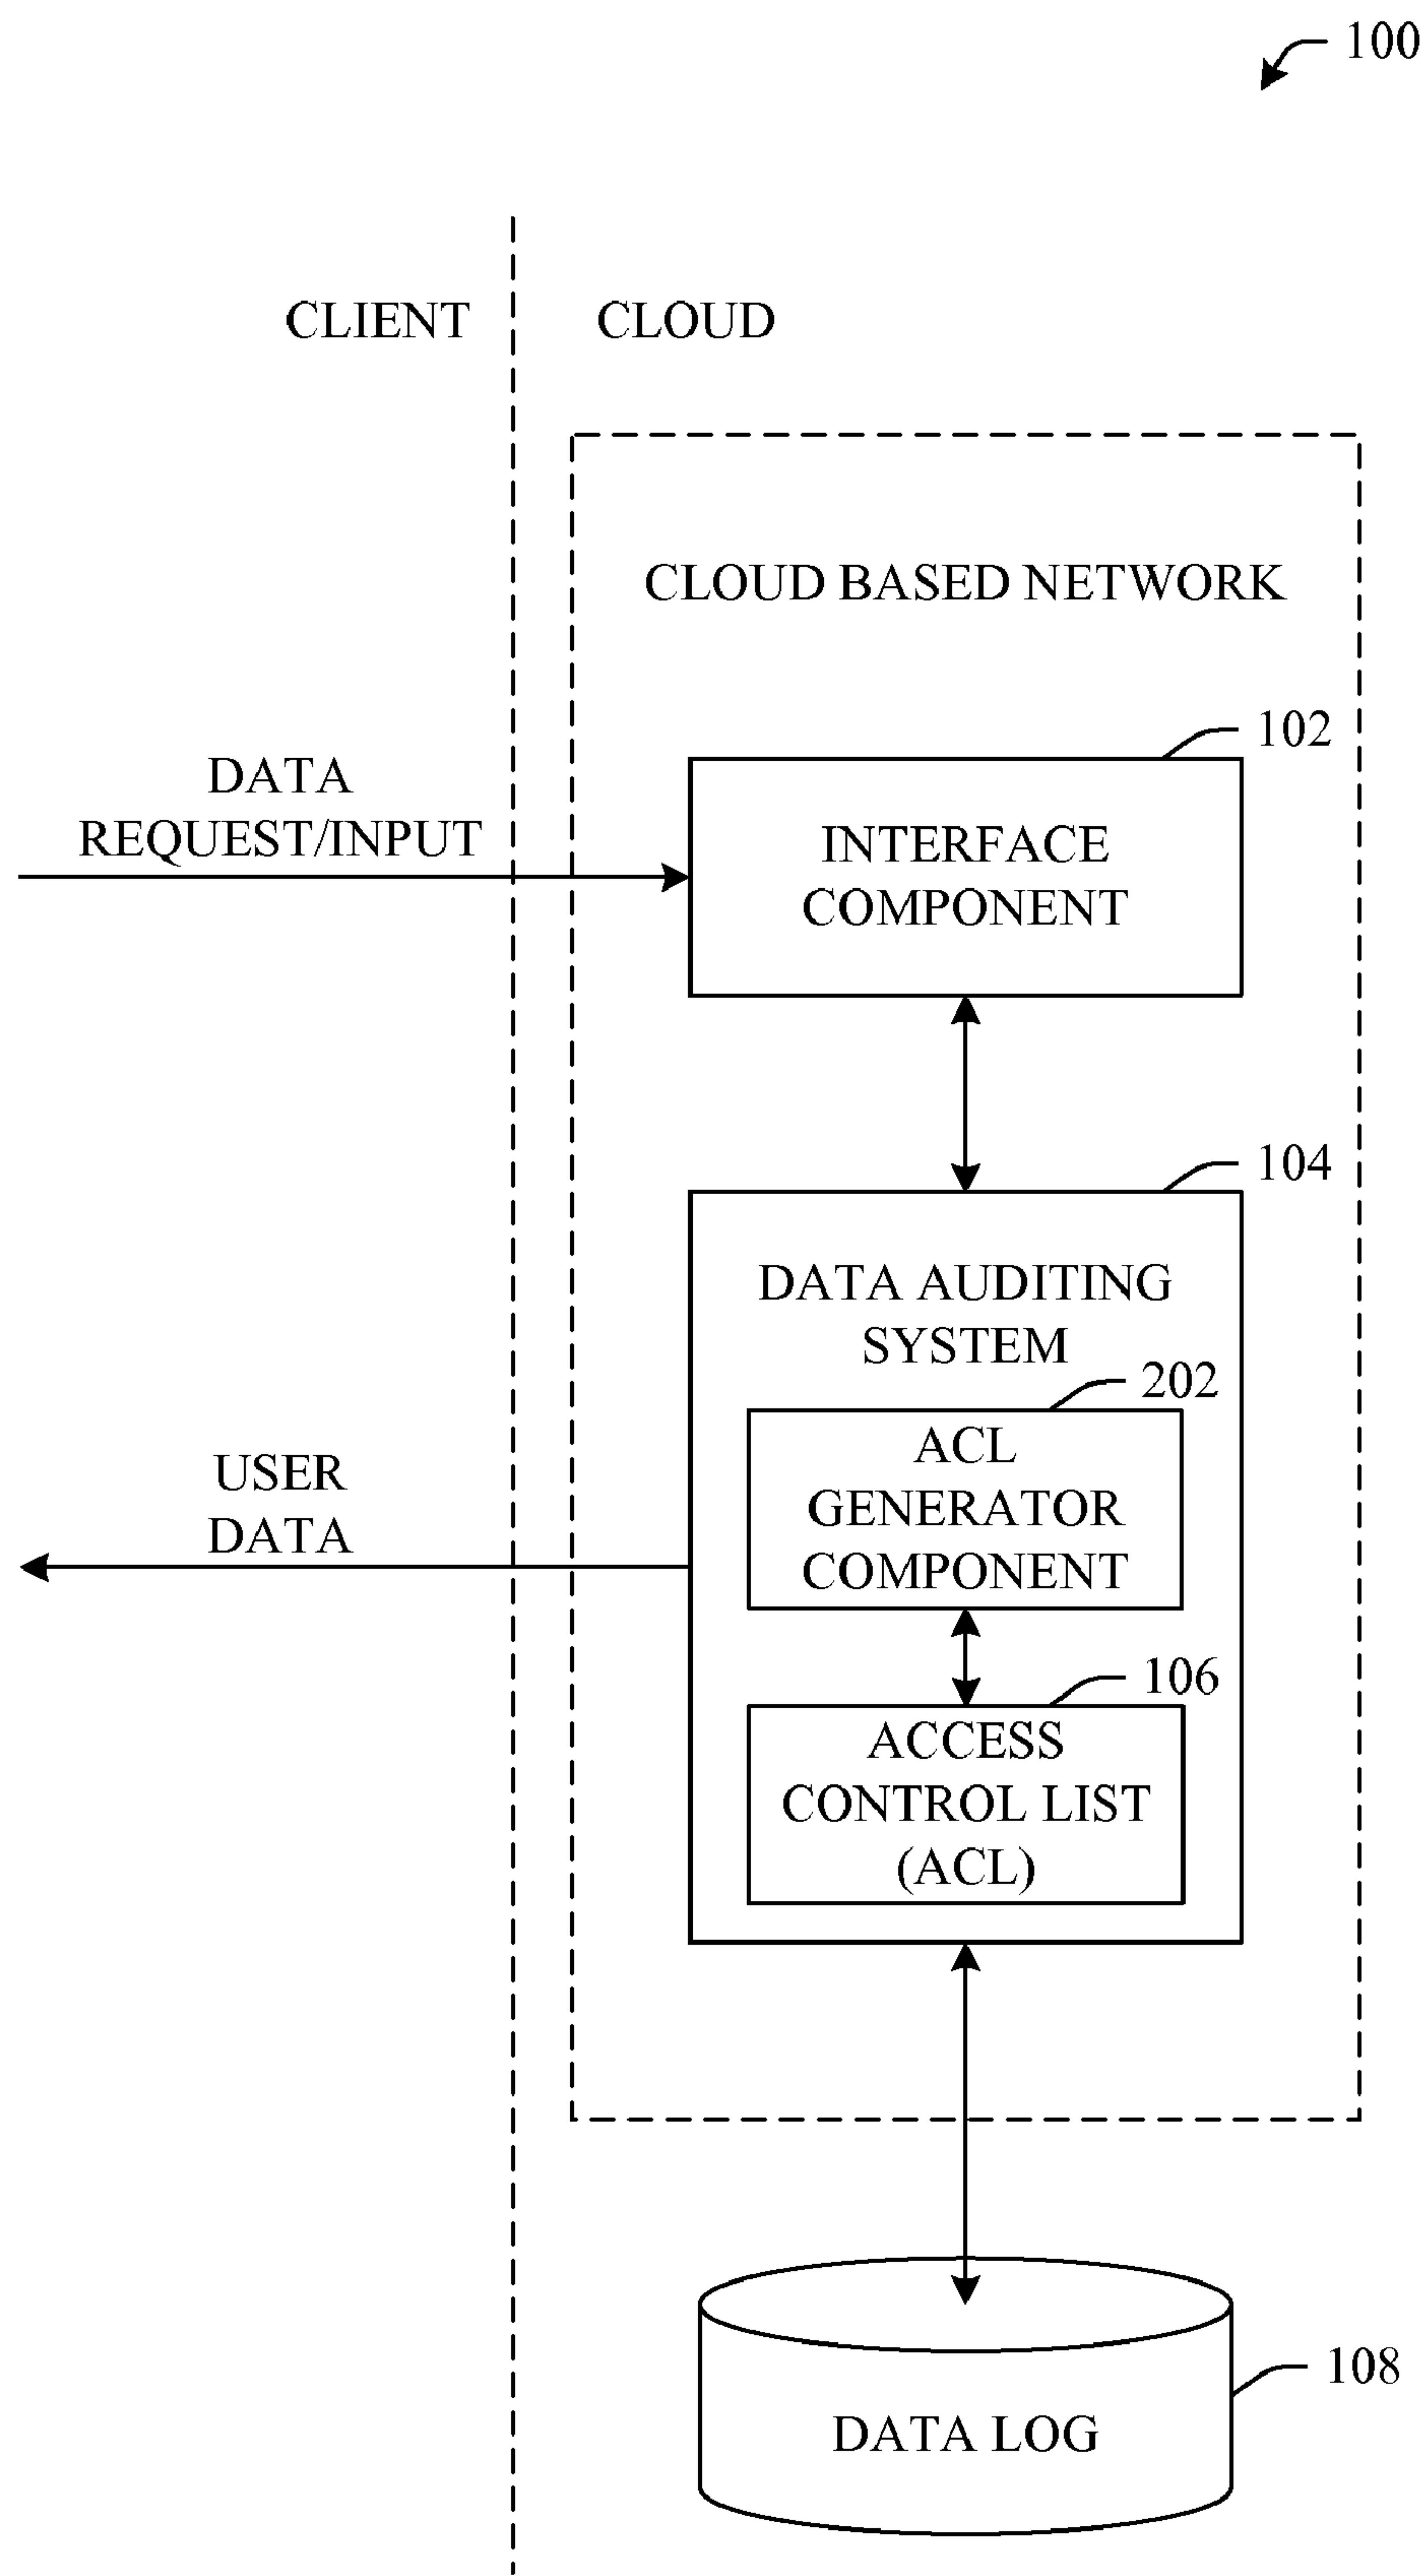 100
CLIENT
CLOUD
CLOUD BASED NETWORK
102
DATA
REQUEST/INPUT
INTERFACE
COMPONENT
104
DATA AUDITING
SYSTEM
202
ACL
GENERATOR
COMPONENT
USER
DATA
106
ACCESS
CONTROL LIST
(ACL)
108
DATA LOG